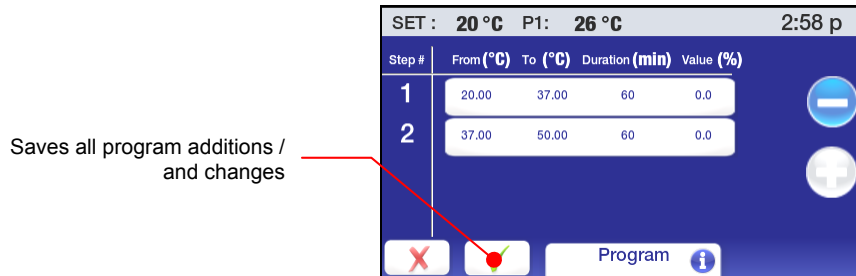 SET : 20 °C P1: 26 °C 2:58 p
Step # From (°C) To (°C) Duration (min) Value (%)
1 20.00 37.00 60 0.0
2 37.00 50.00 60 0.0
Saves all program additions /
and changes
Program